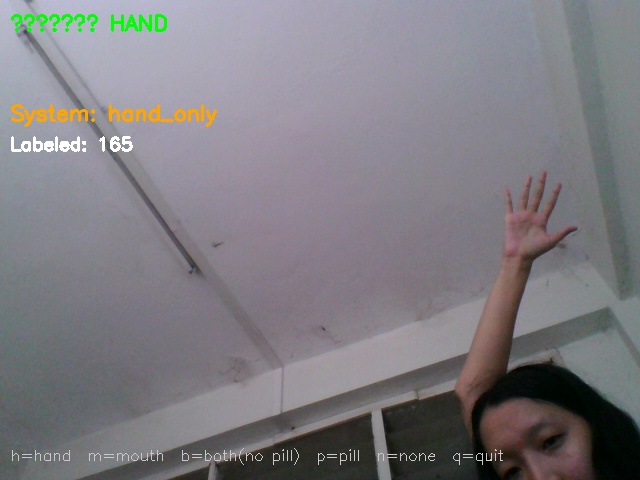 ??????? HAND
System: hand_only
Labeled: 165
h=hand m=mouth b=both(no pill) p=pill n=none q=quit